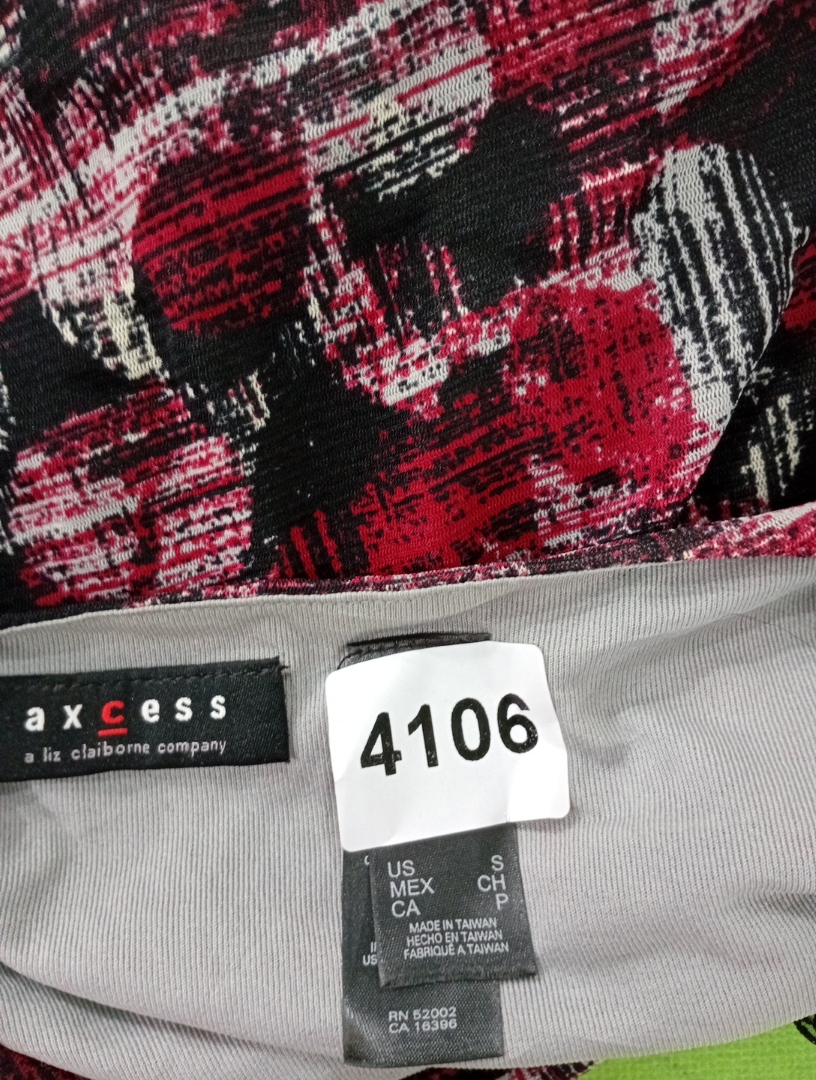 axcess
a liz claiborne company
4106
US S
MEX CH
CA P
MADE IN TAIWAN
HECHO EN TAIWAN
FABRIQUÉ A TAIWAN
US
RN 52002
CA 16396